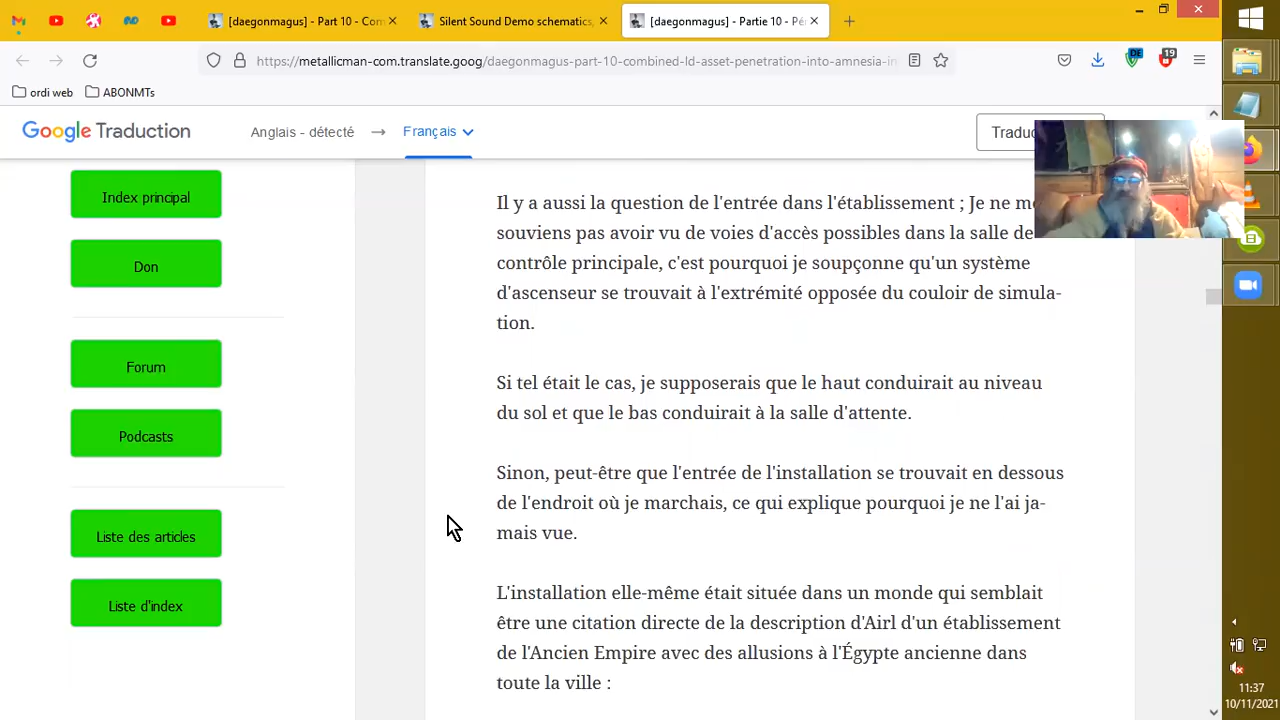 [daegonmagus] - Part 10 - Con
Silent Sound Demo schematics,
[daegonmagus] - Partie 10 - Pé
https://metallicman-com.translate.goog/daegonmagus-part-10-combined-ld-asset-penetration-into-amnesia-in
DE
19
ordi web
ABONMTs
Google Traduction
Anglais - détecté
Français
Traduc
Index principal
Don
Forum
Podcasts
Liste des articles
Liste d'index
Il y a aussi la question de l'entrée dans l'établissement ; Je ne me
souviens pas avoir vu de voies d'accès possibles dans la salle de
contrôle principale, c'est pourquoi je soupçonne qu'un système
d'ascenseur se trouvait à l'extrémité opposée du couloir de simula-
tion.
Si tel était le cas, je supposerais que le haut conduirait au niveau
du sol et que le bas conduirait à la salle d'attente.
Sinon, peut-être que l'entrée de l'installation se trouvait en dessous
de l'endroit où je marchais, ce qui explique pourquoi je ne l'ai ja-
mais vue.
L'installation elle-même était située dans un monde qui semblait
être une citation directe de la description d'Airl d'un établissement
de l'Ancien Empire avec des allusions à l'Égypte ancienne dans
toute la ville :
11:37
10/11/2021